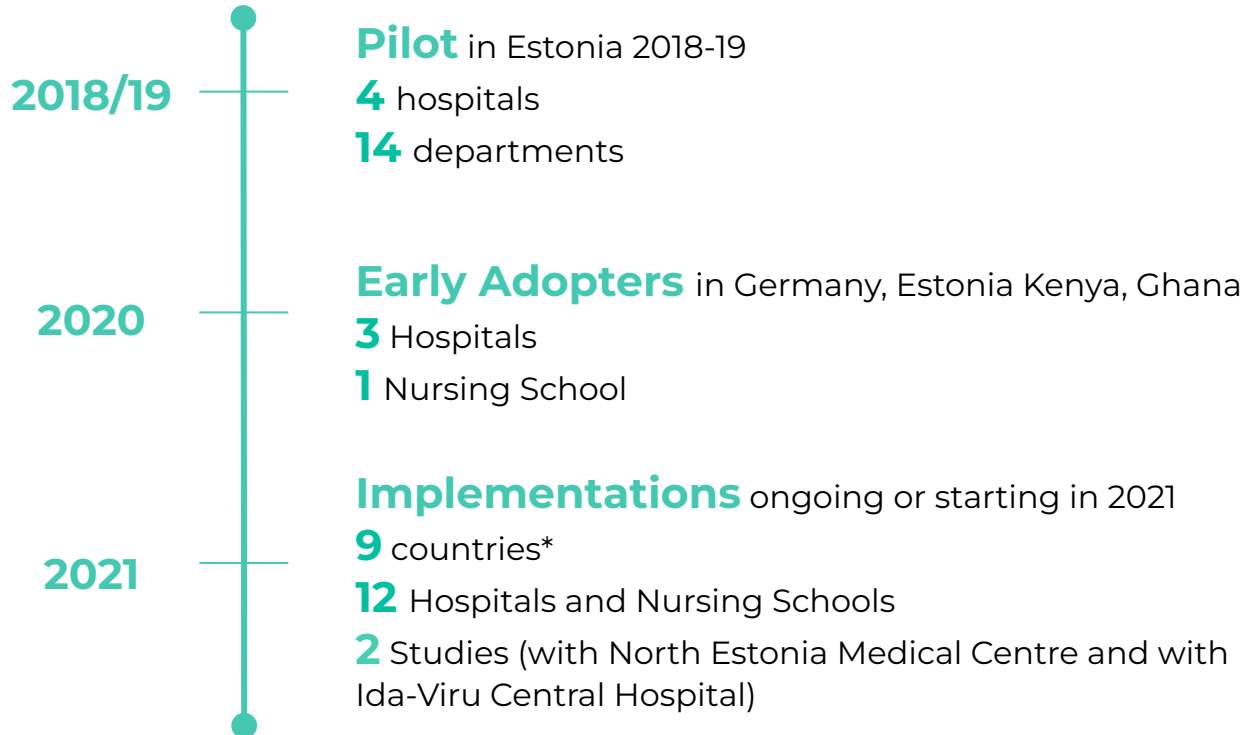 2018/19
Pilot in Estonia 2018-19
4 hospitals
14 departments
2020
Early Adopters in Germany, Estonia Kenya, Ghana
3 Hospitals
1 Nursing School
2021
Implementations ongoing or starting in 2021
9 countries*
12 Hospitals and Nursing Schools
2 Studies (with North Estonia Medical Centre and with
Ida-Viru Central Hospital)